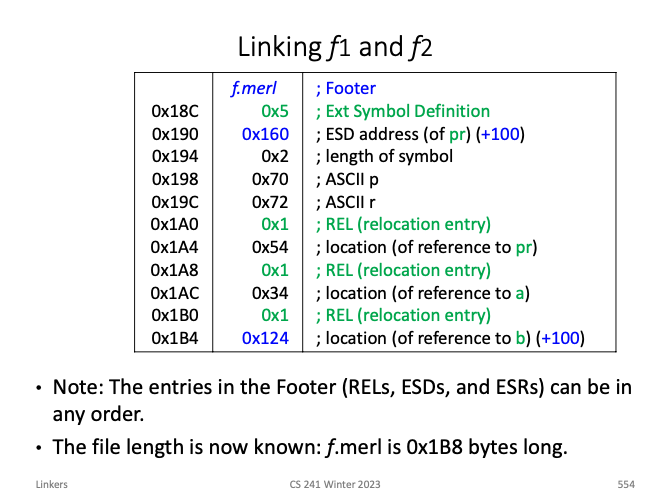 Linking f1 and f2
f.merl ; Footer
0x18C 0x5 ; Ext Symbol Definition
0x190 0x160 ; ESD address (of pr) (+100)
0x194 0x2 ; length of symbol
0x198 0x70 ; ASCII p
0x19C 0x72 ; ASCII r
0x1A0 0x1 ; REL (relocation entry)
0x1A4 0x54 ; location (of reference to pr)
0x1A8 0x1 ; REL (relocation entry)
0x1AC 0x34 ; location (of reference to a)
0x1B0 0x1 ; REL (relocation entry)
0x1B4 0x124 ; location (of reference to b) (+100)
• Note: The entries in the Footer (RELs, ESDs, and ESRs) can be in
any order.
• The file length is now known: f.merl is 0x1B8 bytes long.
Linkers CS 241 Winter 2023 554